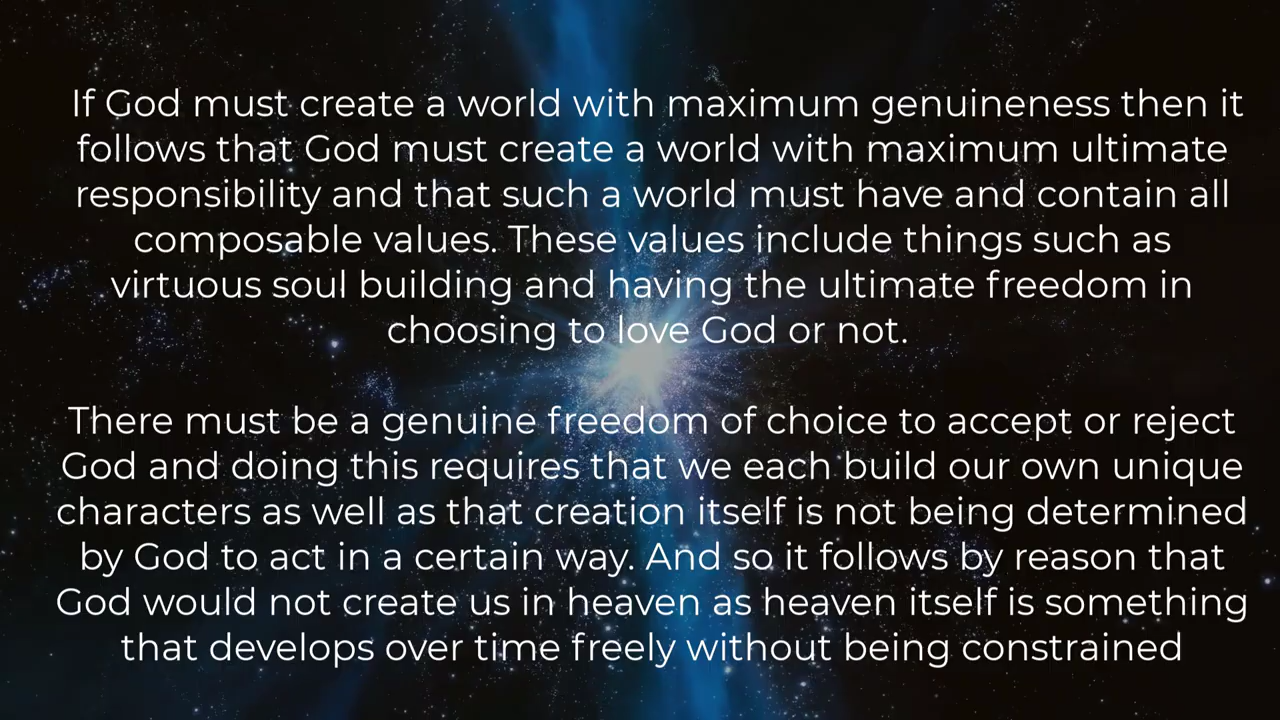 If God must create a world with maximum genuineness then it
follows that God must create a world with maximum ultimate
responsibility and that such a world must have and contain all
composable values. These values include things such as
virtuous soul building and having the ultimate freedom in
choosing to love God or not.
There must be a genuine freedom of choice to accept or reject
God and doing this requires that we each build our own unique
characters as well as that creation itself is not being determined
by God to act in a certain way. And so it follows by reason that
God would not create us in heaven as heaven itself is something
that develops over time freely without being constrained